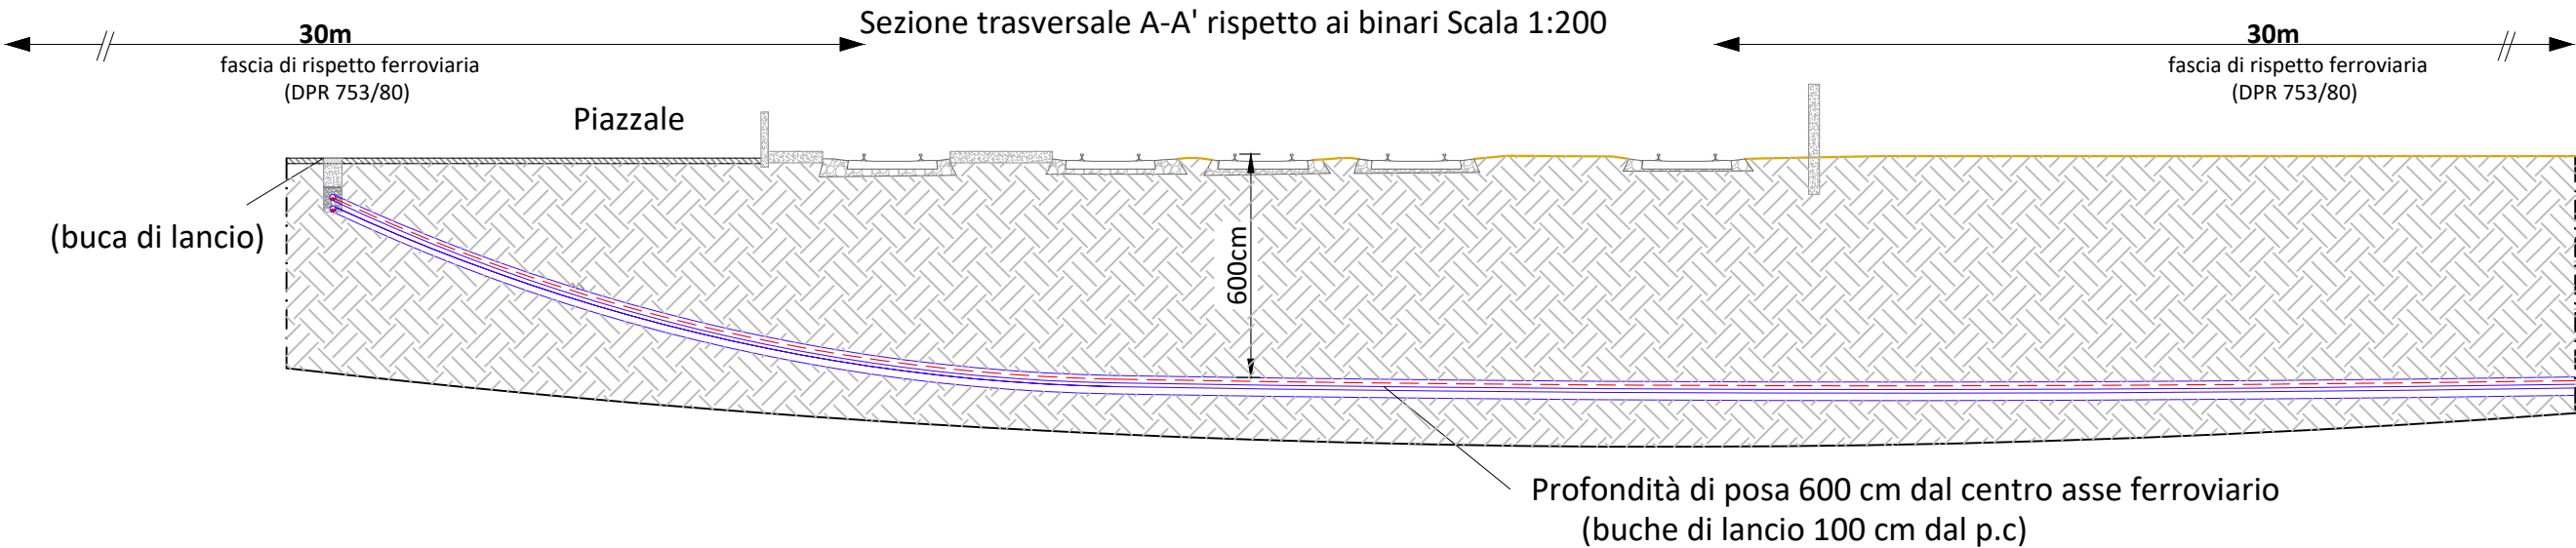 Sezione trasversale A-A' rispetto ai binari Scala 1:200
30m
fascia di rispetto ferroviaria
(DPR 753/80)
30m
fascia di rispetto ferroviaria
(DPR 753/80)
Piazzale
(buca di lancio)
600cm
Profondità di posa 600 cm dal centro asse ferroviario
(buche di lancio 100 cm dal p.c)